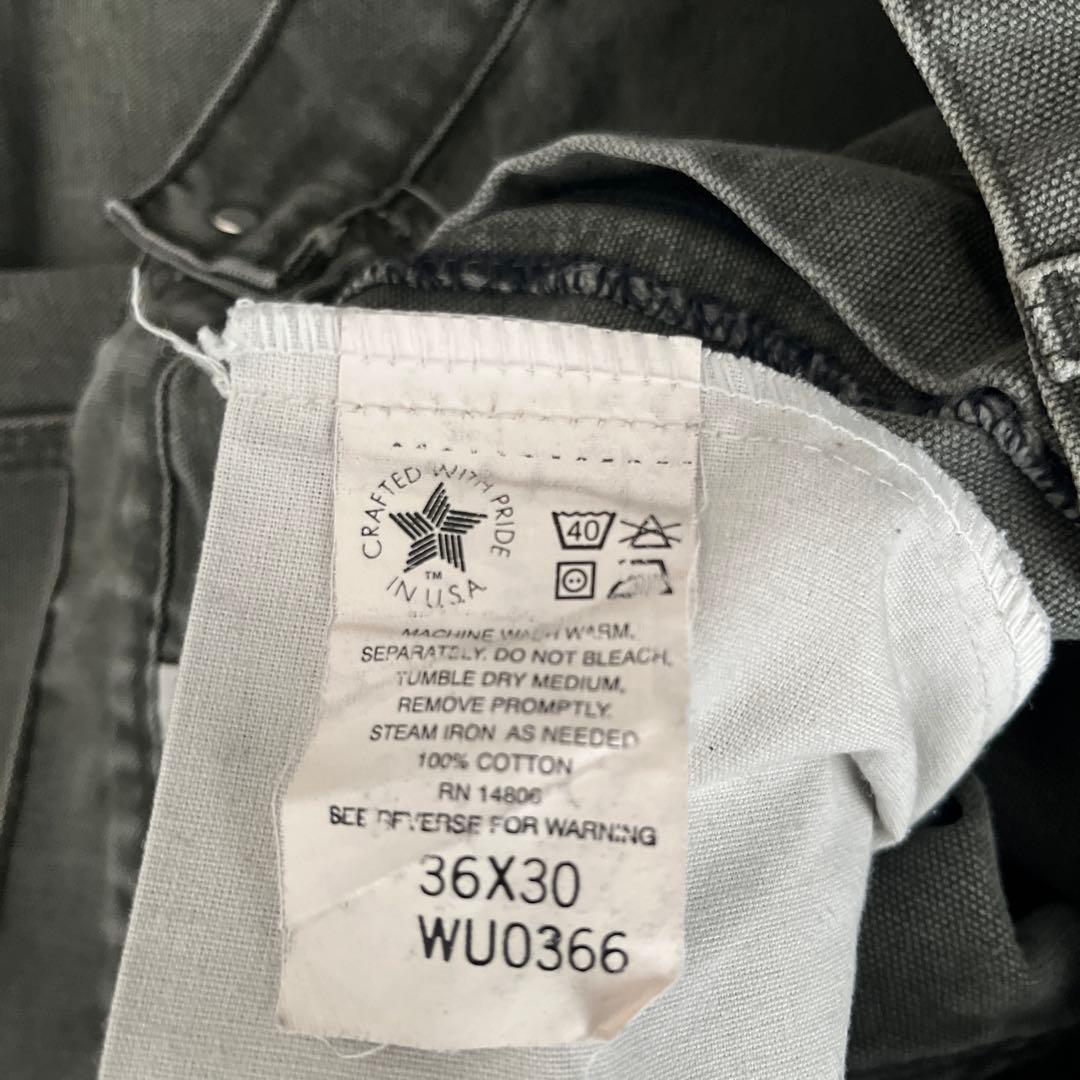 CRAFTED WITH PRIDE
IN U.S.A
TM
40
MACHINE WASH WARM,
SEPARATELY. DO NOT BLEACH,
TUMBLE DRY MEDIUM,
REMOVE PROMPTLY.
STEAM IRON AS NEEDED
100% COTTON
RN 14806
SEE REVERSE FOR WARNING
36X30
WU0366